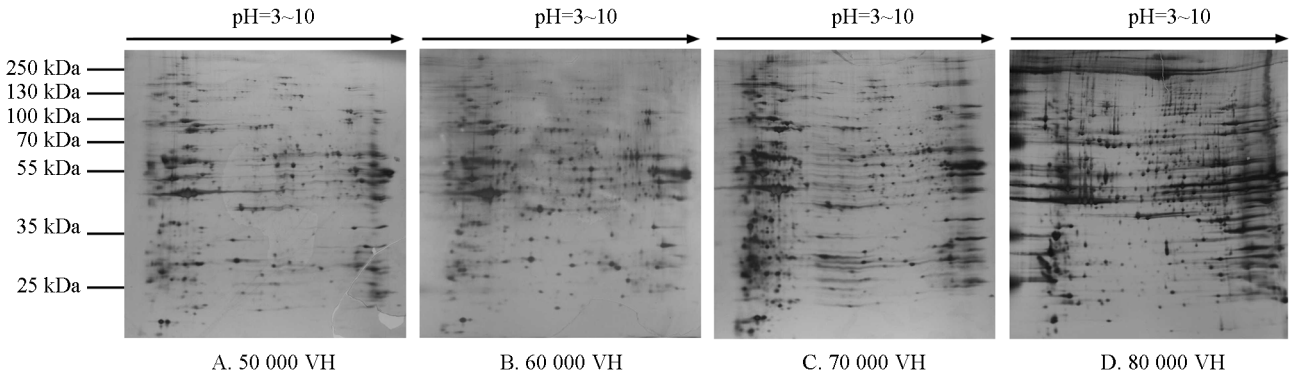 pH=3~10 pH=3~10 pH=3~10 pH=3~10
250 kDa
130 kDa
100 kDa
70 kDa
55 kDa
35 kDa
25 kDa
A. 50 000 VH B. 60 000 VH C. 70 000 VH D. 80 000 VH